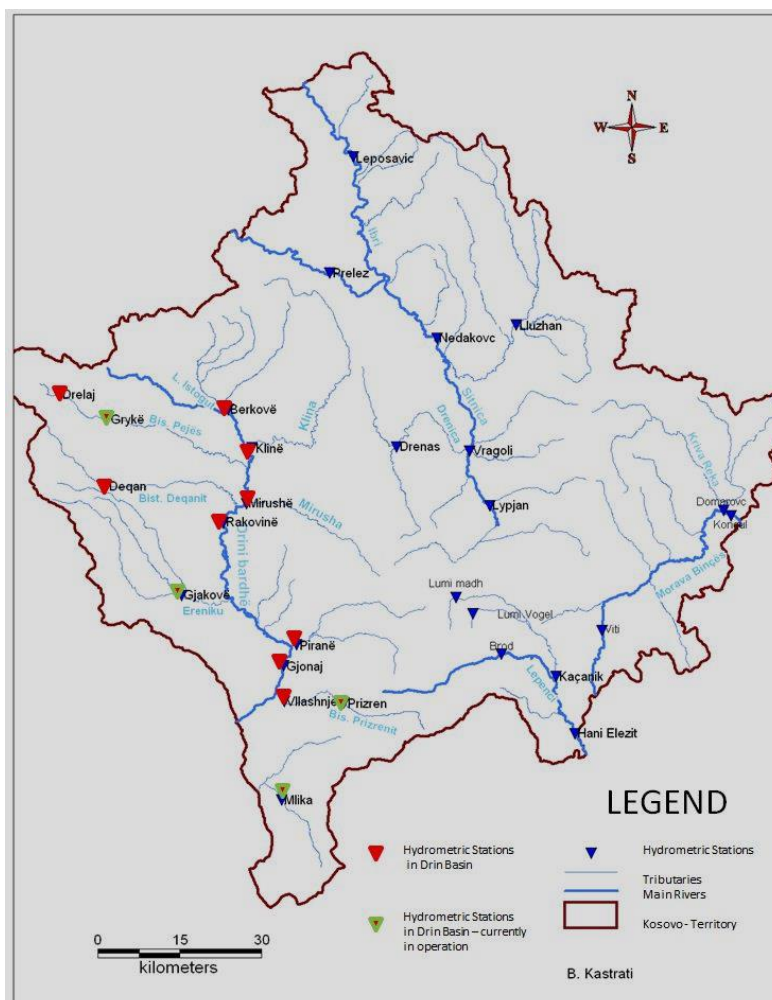 N
W E
S
Leposavic
Ibri
Prelez
Nedakovc
Lluzhan
Drelaj
L. Istogut
Berkovë
Grykë
Bis. Pejës
Klina
Sitnica
Drenica
Klinë
Drenas
Vragoli
Kriva Reka
Deqan
Bist. Deqanit
Mirushë
Mirusha
Rakovinë
Lypjan
Domarovc
Konçul
Drini bardhë
Morava Binçës
Gjakovë
Ereniku
Lumi madh
Lumi Vogel
Viti
Piranë
Brod
Gjonaj
Kaçanik
Lepenci
Vllashnje
Prizren
Bis. Prizrenit
Hani Elezit
Mlika
LEGEND
Hydrometric Stations
in Drin Basin
Hydrometric Stations
Tributaries
Main Rivers
Hydrometric Stations
in Drin Basin – currently
in operation
Kosovo - Territory
0 15 30
kilometers
B. Kastrati